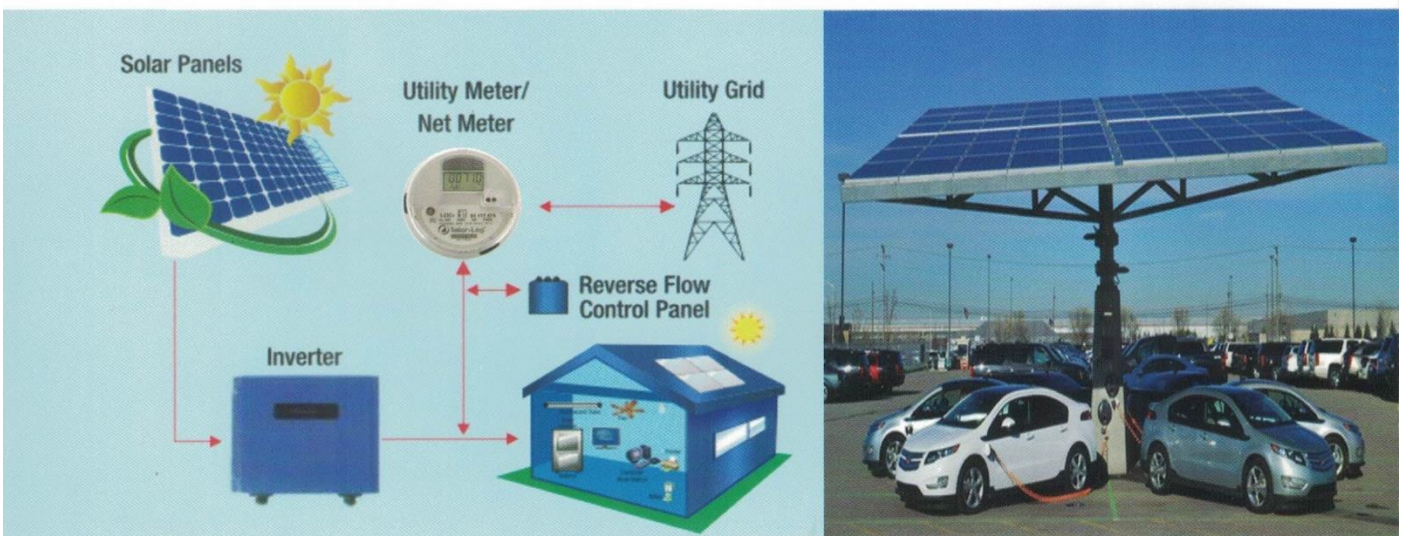 Solar Panels
Utility Meter/
Net Meter
Utility Grid
Reverse Flow
Control Panel
Inverter